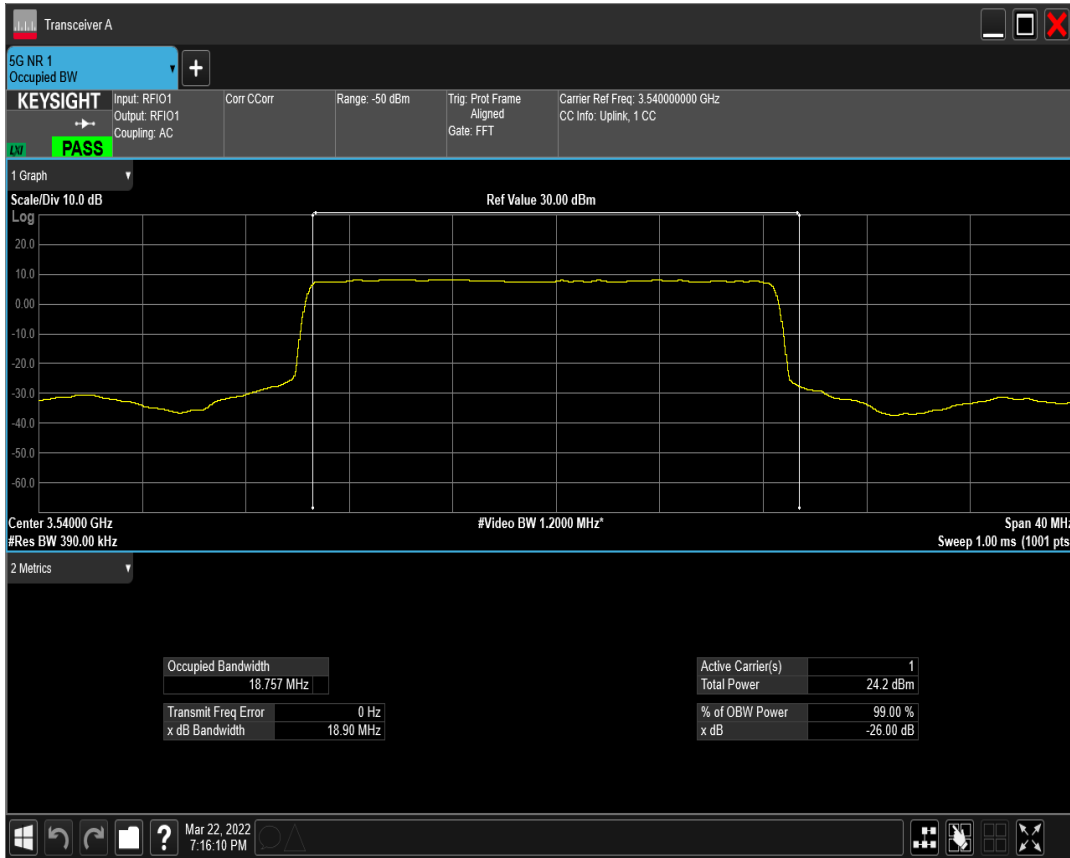 Transceiver A
5G NR 1
Occupied BW
KEYSIGHT
LXI
PASS
Input: RFIO1
Output: RFIO1
Coupling: AC
Corr CCorr
Range: -50 dBm
Trig: Prot Frame
Aligned
Gate: FFT
Carrier Ref Freq: 3.540000000 GHz
CC Info: Uplink, 1 CC
1 Graph
Scale/Div 10.0 dB
Ref Value 30.00 dBm
Log
20.0
10.0
0.00
-10.0
-20.0
-30.0
-40.0
-50.0
-60.0
Center 3.54000 GHz
#Video BW 1.2000 MHz*
Span 40 MHz
#Res BW 390.00 kHz
Sweep 1.00 ms (1001 pts
2 Metrics
Occupied Bandwidth
18.757 MHz
Transmit Freq Error 0 Hz
x dB Bandwidth 18.90 MHz
Active Carrier(s) 1
Total Power 24.2 dBm
% of OBW Power 99.00 %
x dB -26.00 dB
Mar 22, 2022
7:16:10 PM